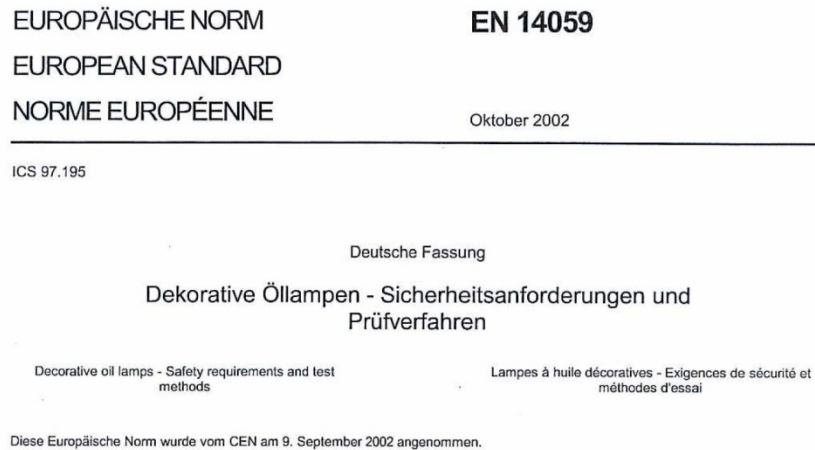 EUROPÄISCHE NORM
EUROPEAN STANDARD
NORME EUROPÉENNE
EN 14059
Oktober 2002
ICS 97.195
Deutsche Fassung
Dekorative Öllampen - Sicherheitsanforderungen und
Prüfverfahren
Decorative oil lamps - Safety requirements and test
methods
Lampes à huile décoratives - Exigences de sécurité et
méthodes d'essai
Diese Europäische Norm wurde vom CEN am 9. September 2002 angenommen.